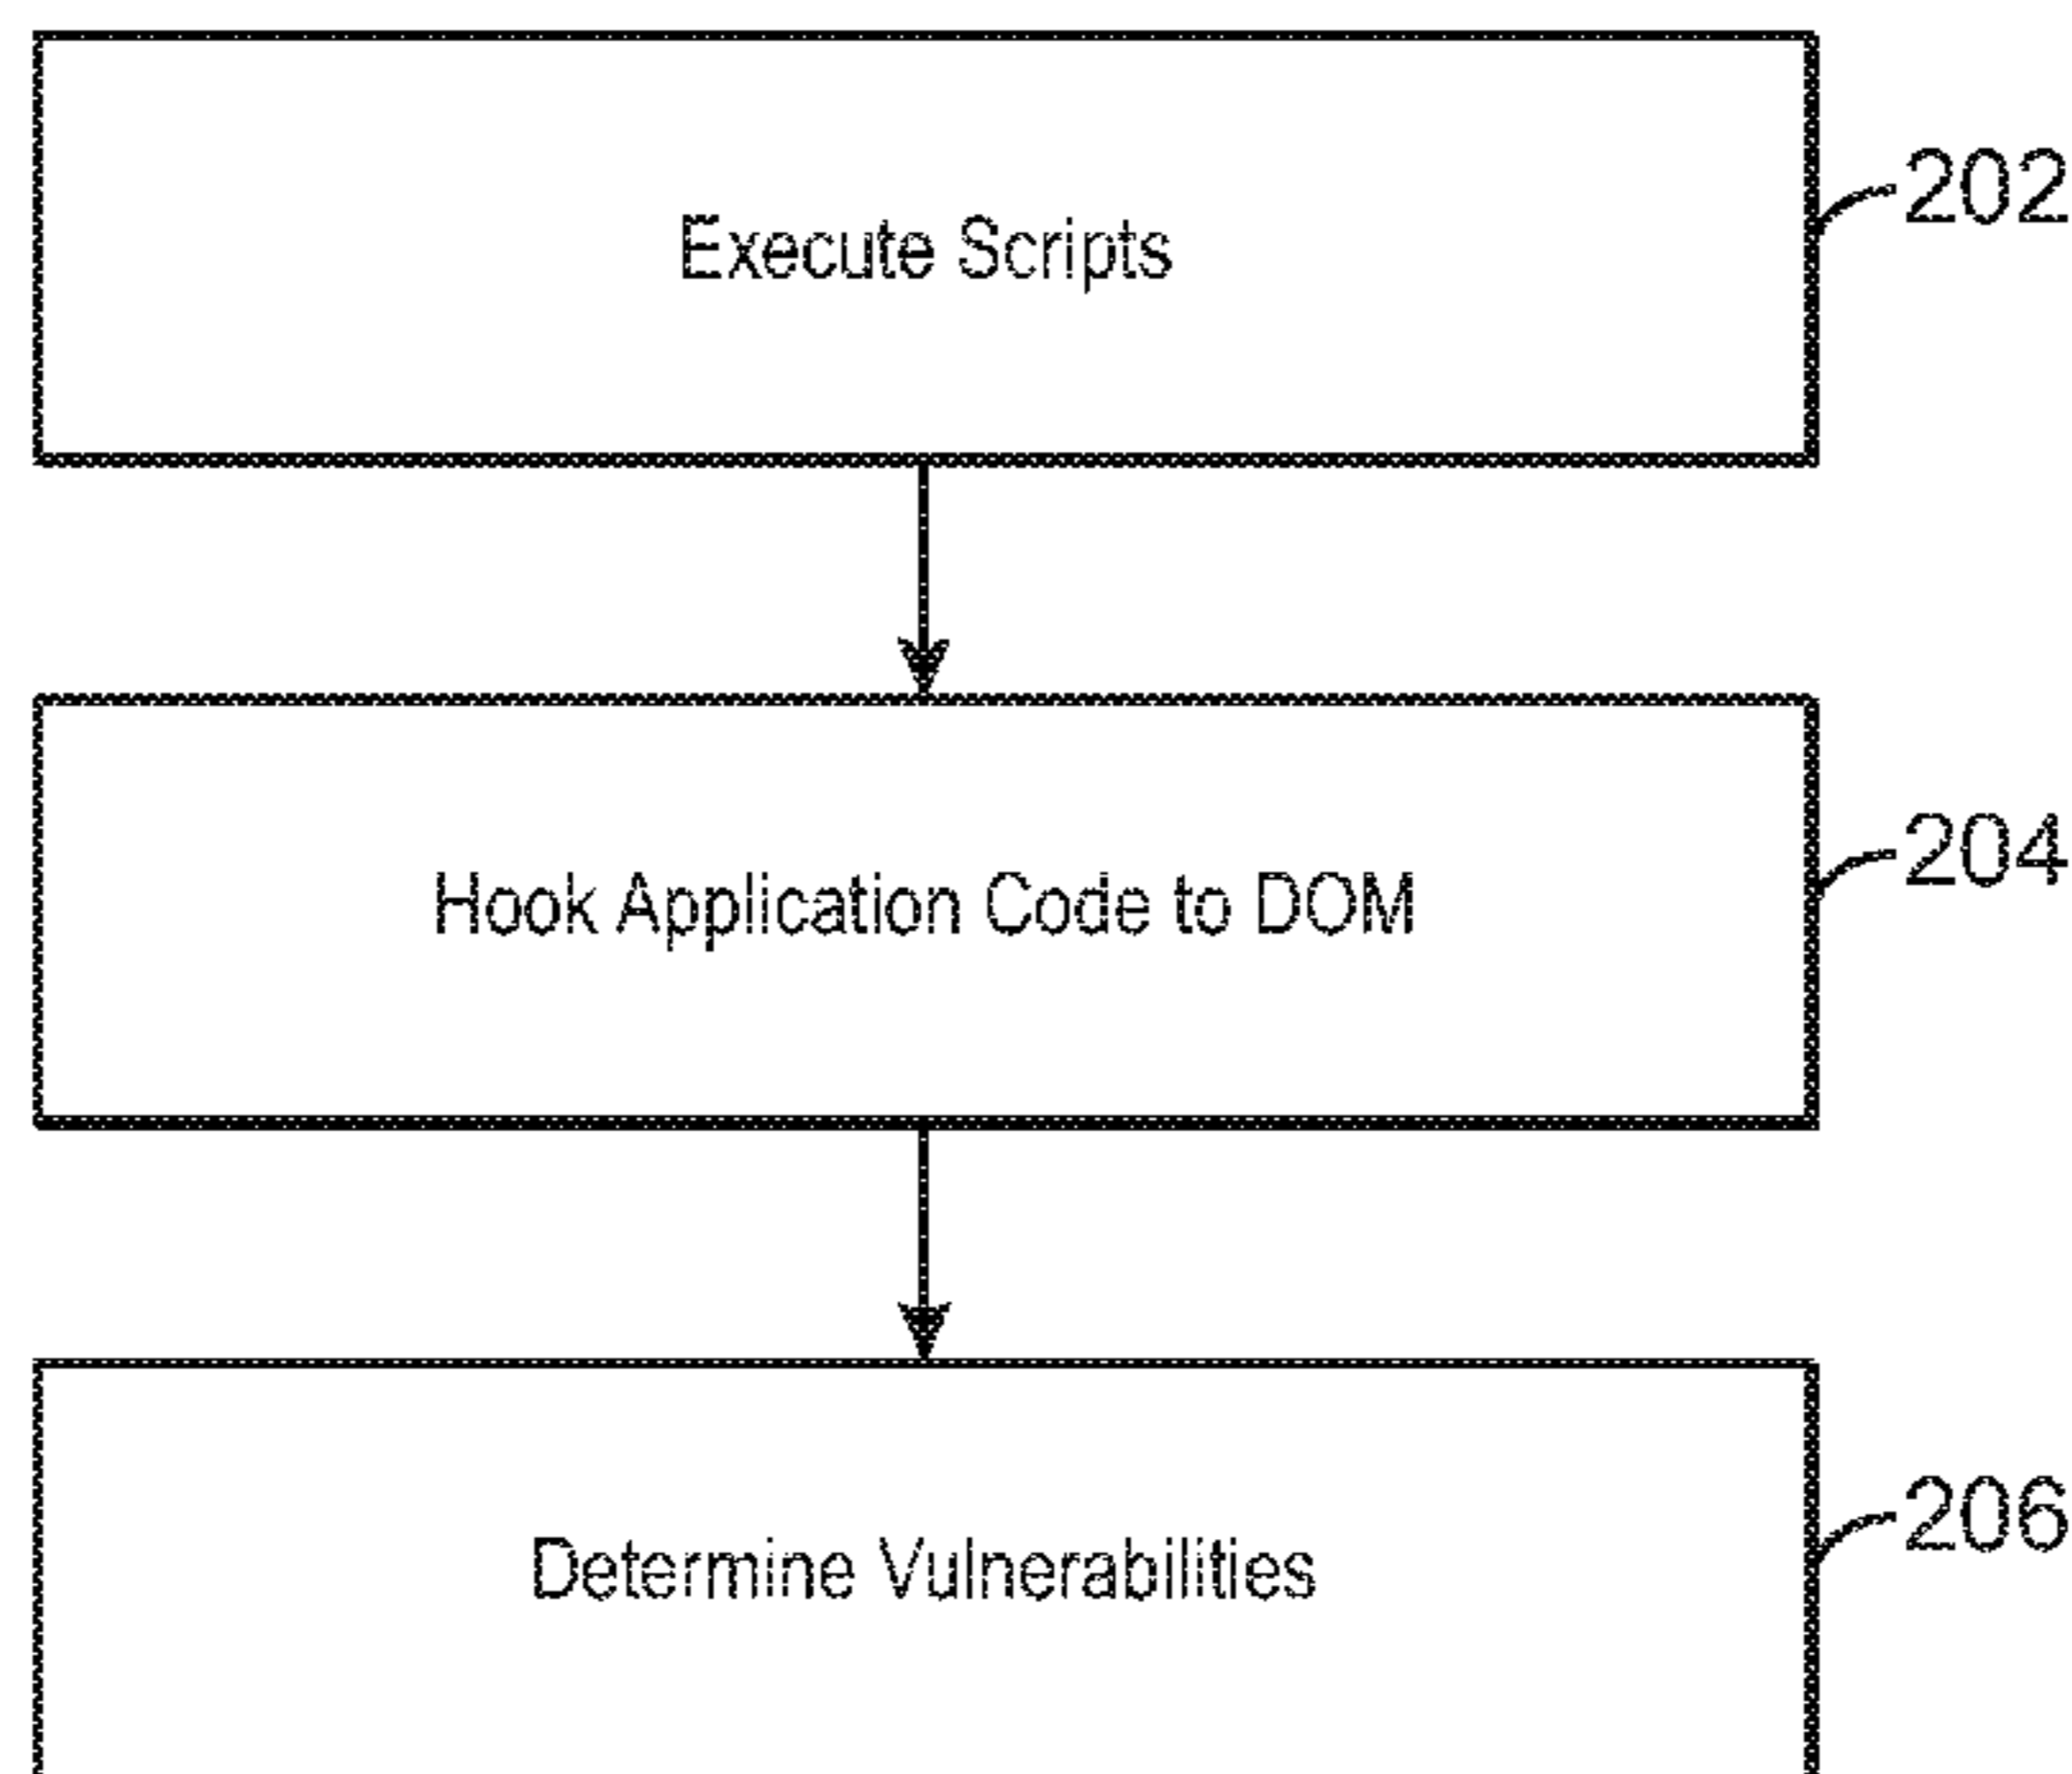 Execute Scripts
202
Hook Application Code to DOM
204
Determine Vulnerabilities
206